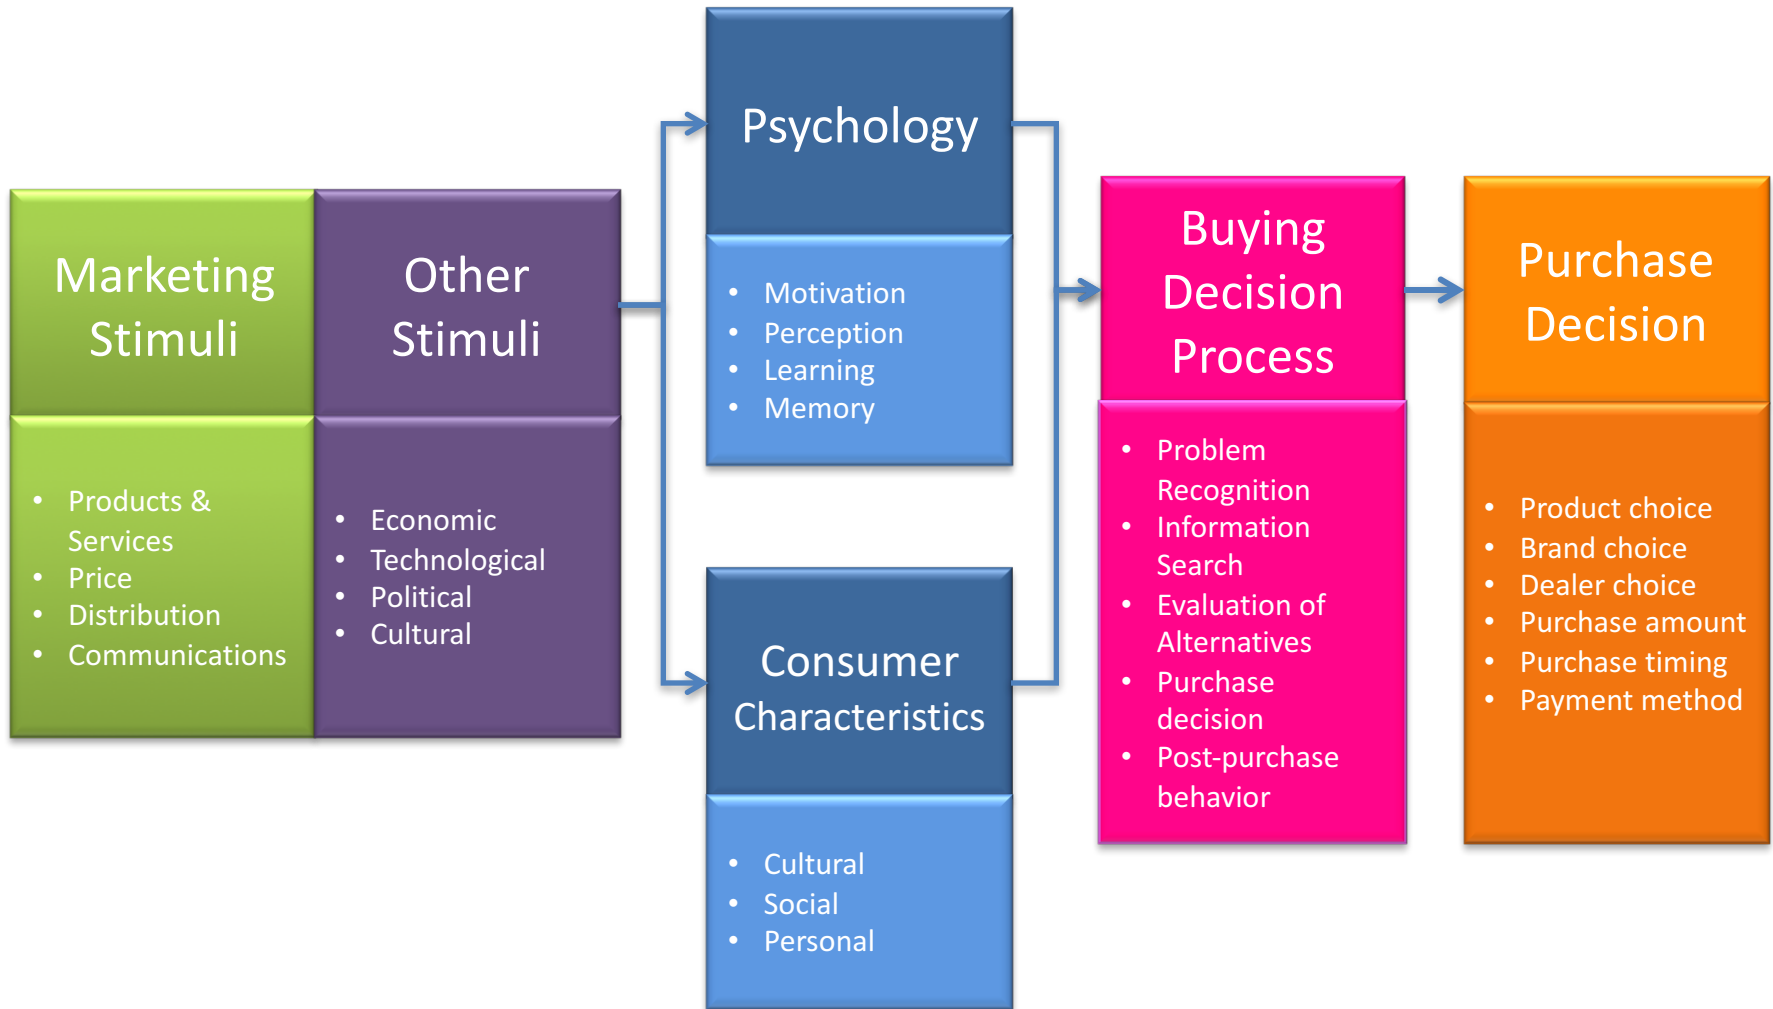 Marketing
Stimuli
• Products &
Services
• Price
• Distribution
• Communications
Other
Stimuli
• Economic
• Technological
• Political
• Cultural
Psychology
• Motivation
• Perception
• Learning
• Memory
Consumer
Characteristics
• Cultural
• Social
• Personal
Buying
Decision
Process
• Problem
Recognition
• Information
Search
• Evaluation of
Alternatives
• Purchase
decision
• Post-purchase
behavior
Purchase
Decision
• Product choice
• Brand choice
• Dealer choice
• Purchase amount
• Purchase timing
• Payment method